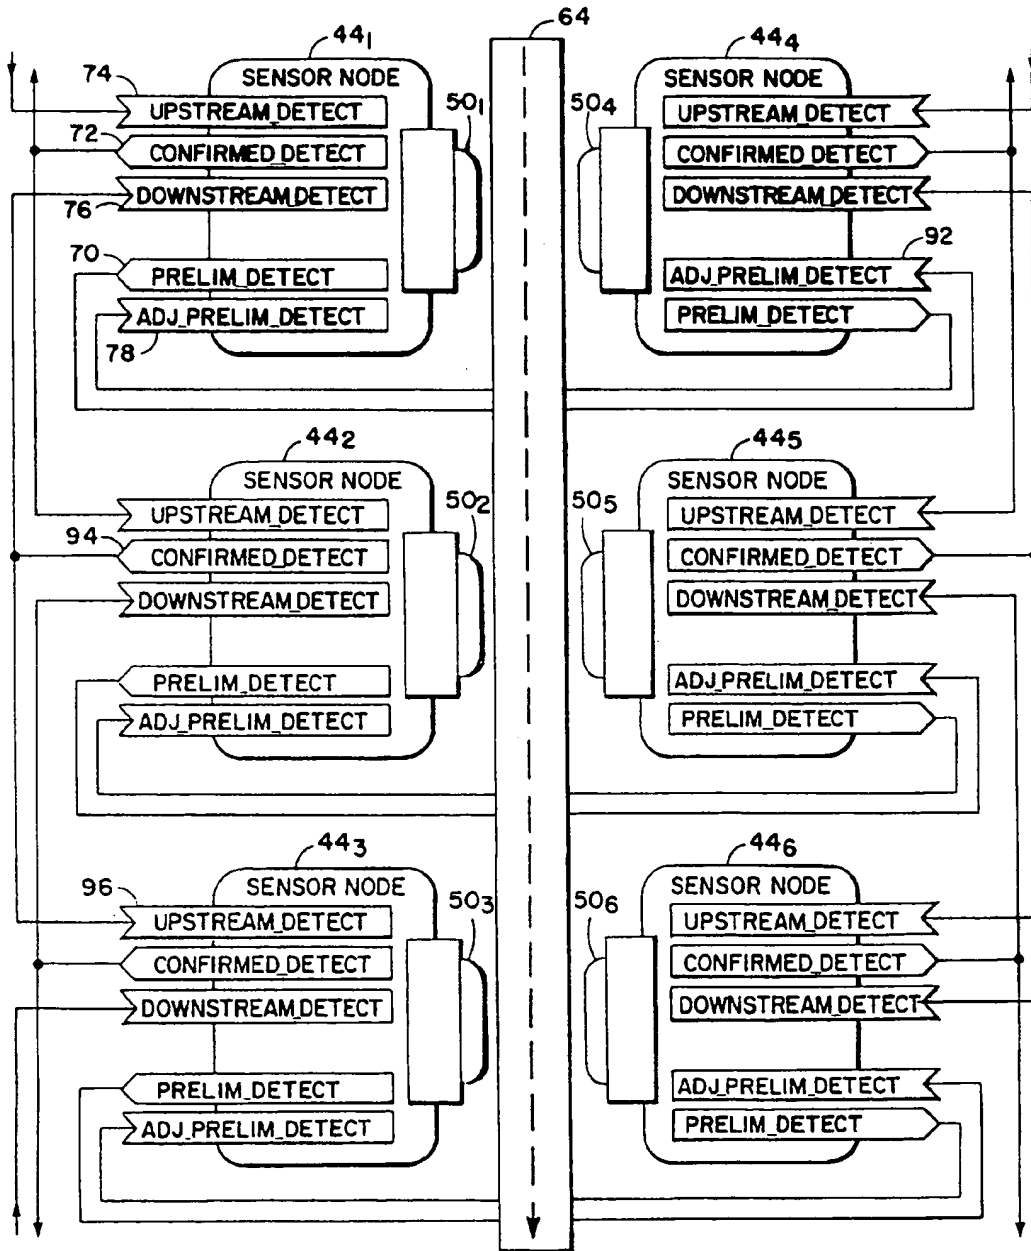 64
44₁
SENSOR NODE
74
UPSTREAM_DETECT
72
CONFIRMED_DETECT
76
DOWNSTREAM_DETECT
70
PRELIM_DETECT
ADJ_PRELIM_DETECT
78
50₁
44₄
SENSOR NODE
50₄
UPSTREAM_DETECT
CONFIRMED_DETECT
DOWNSTREAM_DETECT
92
ADJ_PRELIM_DETECT
PRELIM_DETECT
44₂
SENSOR NODE
UPSTREAM_DETECT
94
CONFIRMED_DETECT
DOWNSTREAM_DETECT
PRELIM_DETECT
ADJ_PRELIM_DETECT
50₂
44₅
SENSOR NODE
50₅
UPSTREAM_DETECT
CONFIRMED_DETECT
DOWNSTREAM_DETECT
ADJ_PRELIM_DETECT
PRELIM_DETECT
44₃
SENSOR NODE
96
UPSTREAM_DETECT
CONFIRMED_DETECT
DOWNSTREAM_DETECT
PRELIM_DETECT
ADJ_PRELIM_DETECT
50₃
44₆
SENSOR NODE
50₆
UPSTREAM_DETECT
CONFIRMED_DETECT
DOWNSTREAM_DETECT
ADJ_PRELIM_DETECT
PRELIM_DETECT